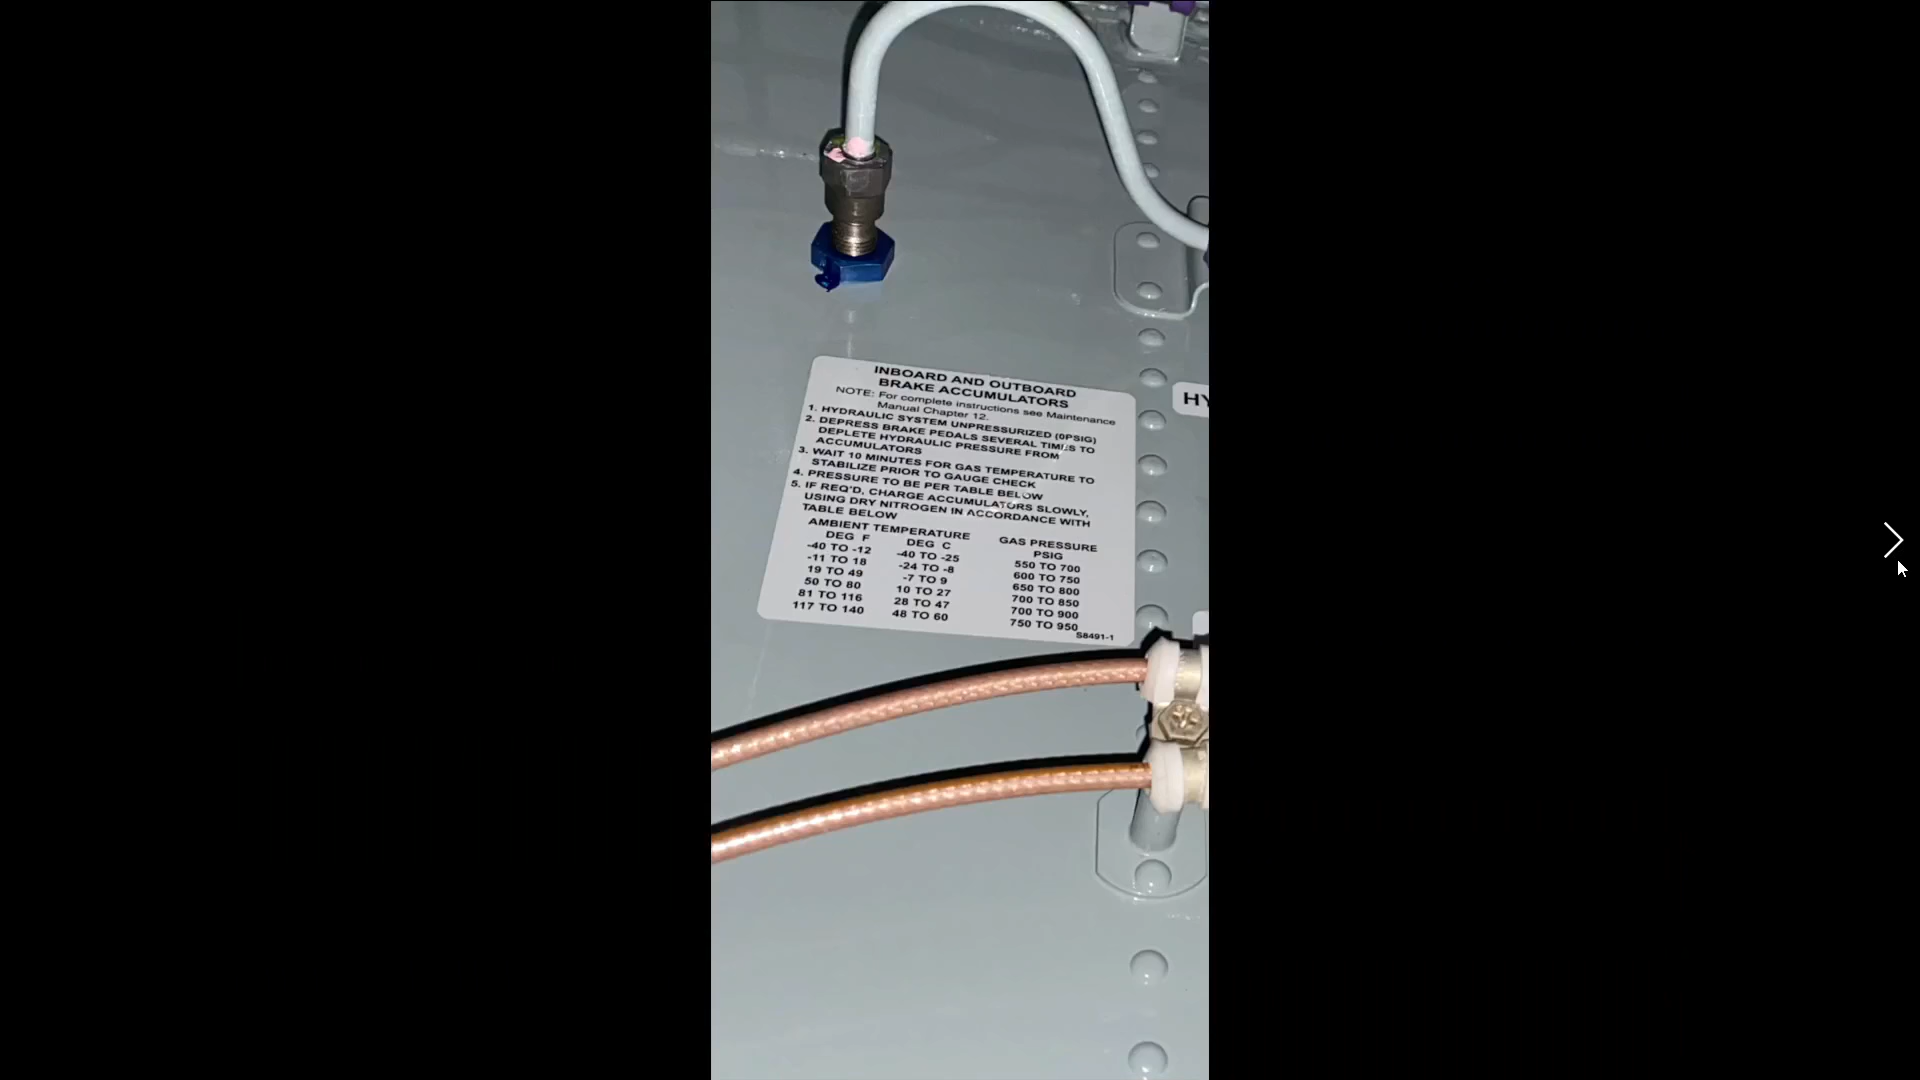 INBOARD AND OUTBOARD
BRAKE ACCUMULATORS
NOTE: For complete instructions see Maintenance
Manual Chapter 12.
1. HYDRAULIC SYSTEM UNPRESSURIZED (0PSIG)
2. DEPRESS BRAKE PEDALS SEVERAL TIMES TO
DEPLETE HYDRAULIC PRESSURE FROM
ACCUMULATORS
3. WAIT 10 MINUTES FOR GAS TEMPERATURE TO
STABILIZE PRIOR TO GAUGE CHECK
4. PRESSURE TO BE PER TABLE BELOW
5. IF REQ'D, CHARGE ACCUMULATORS SLOWLY,
USING DRY NITROGEN IN ACCORDANCE WITH
TABLE BELOW
AMBIENT TEMPERATURE GAS PRESSURE
DEG F DEG C PSIG
-40 TO -12 -40 TO -25 550 TO 700
-11 TO 18 -24 TO -8 600 TO 750
19 TO 49 -7 TO 9 650 TO 800
50 TO 80 10 TO 27 700 TO 850
81 TO 116 28 TO 47 700 TO 900
117 TO 140 48 TO 60 750 TO 950
S8491-1
HY